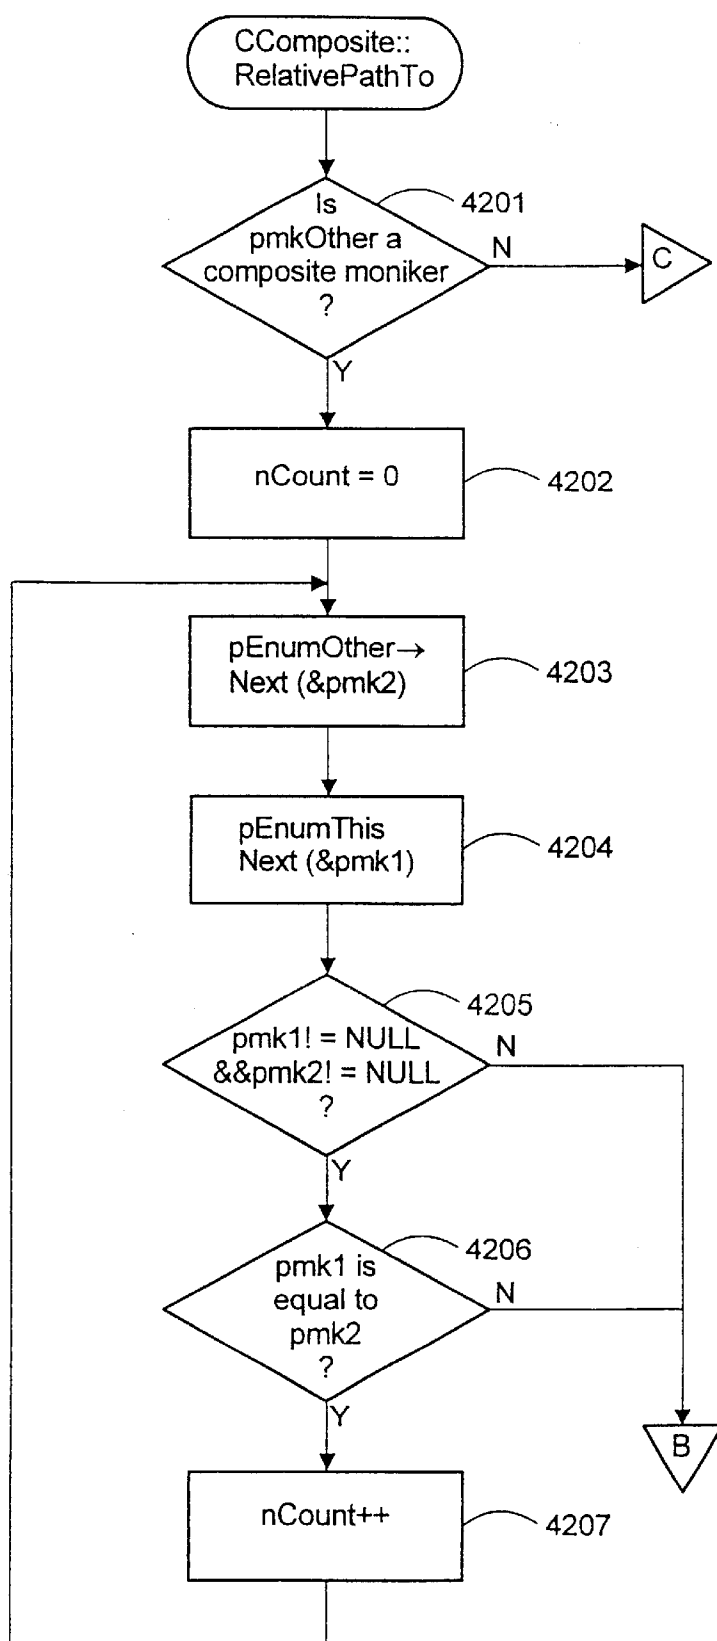 CComposite::
RelativePathTo
4201
Is
pmkOther a
composite moniker
?
N
C
Y
nCount = 0
4202
pEnumOther→
Next (&pmk2)
4203
pEnumThis
Next (&pmk1)
4204
4205
pmk1! = NULL
&&pmk2! = NULL
?
N
Y
4206
pmk1 is
equal to
pmk2
?
N
Y
B
nCount++
4207